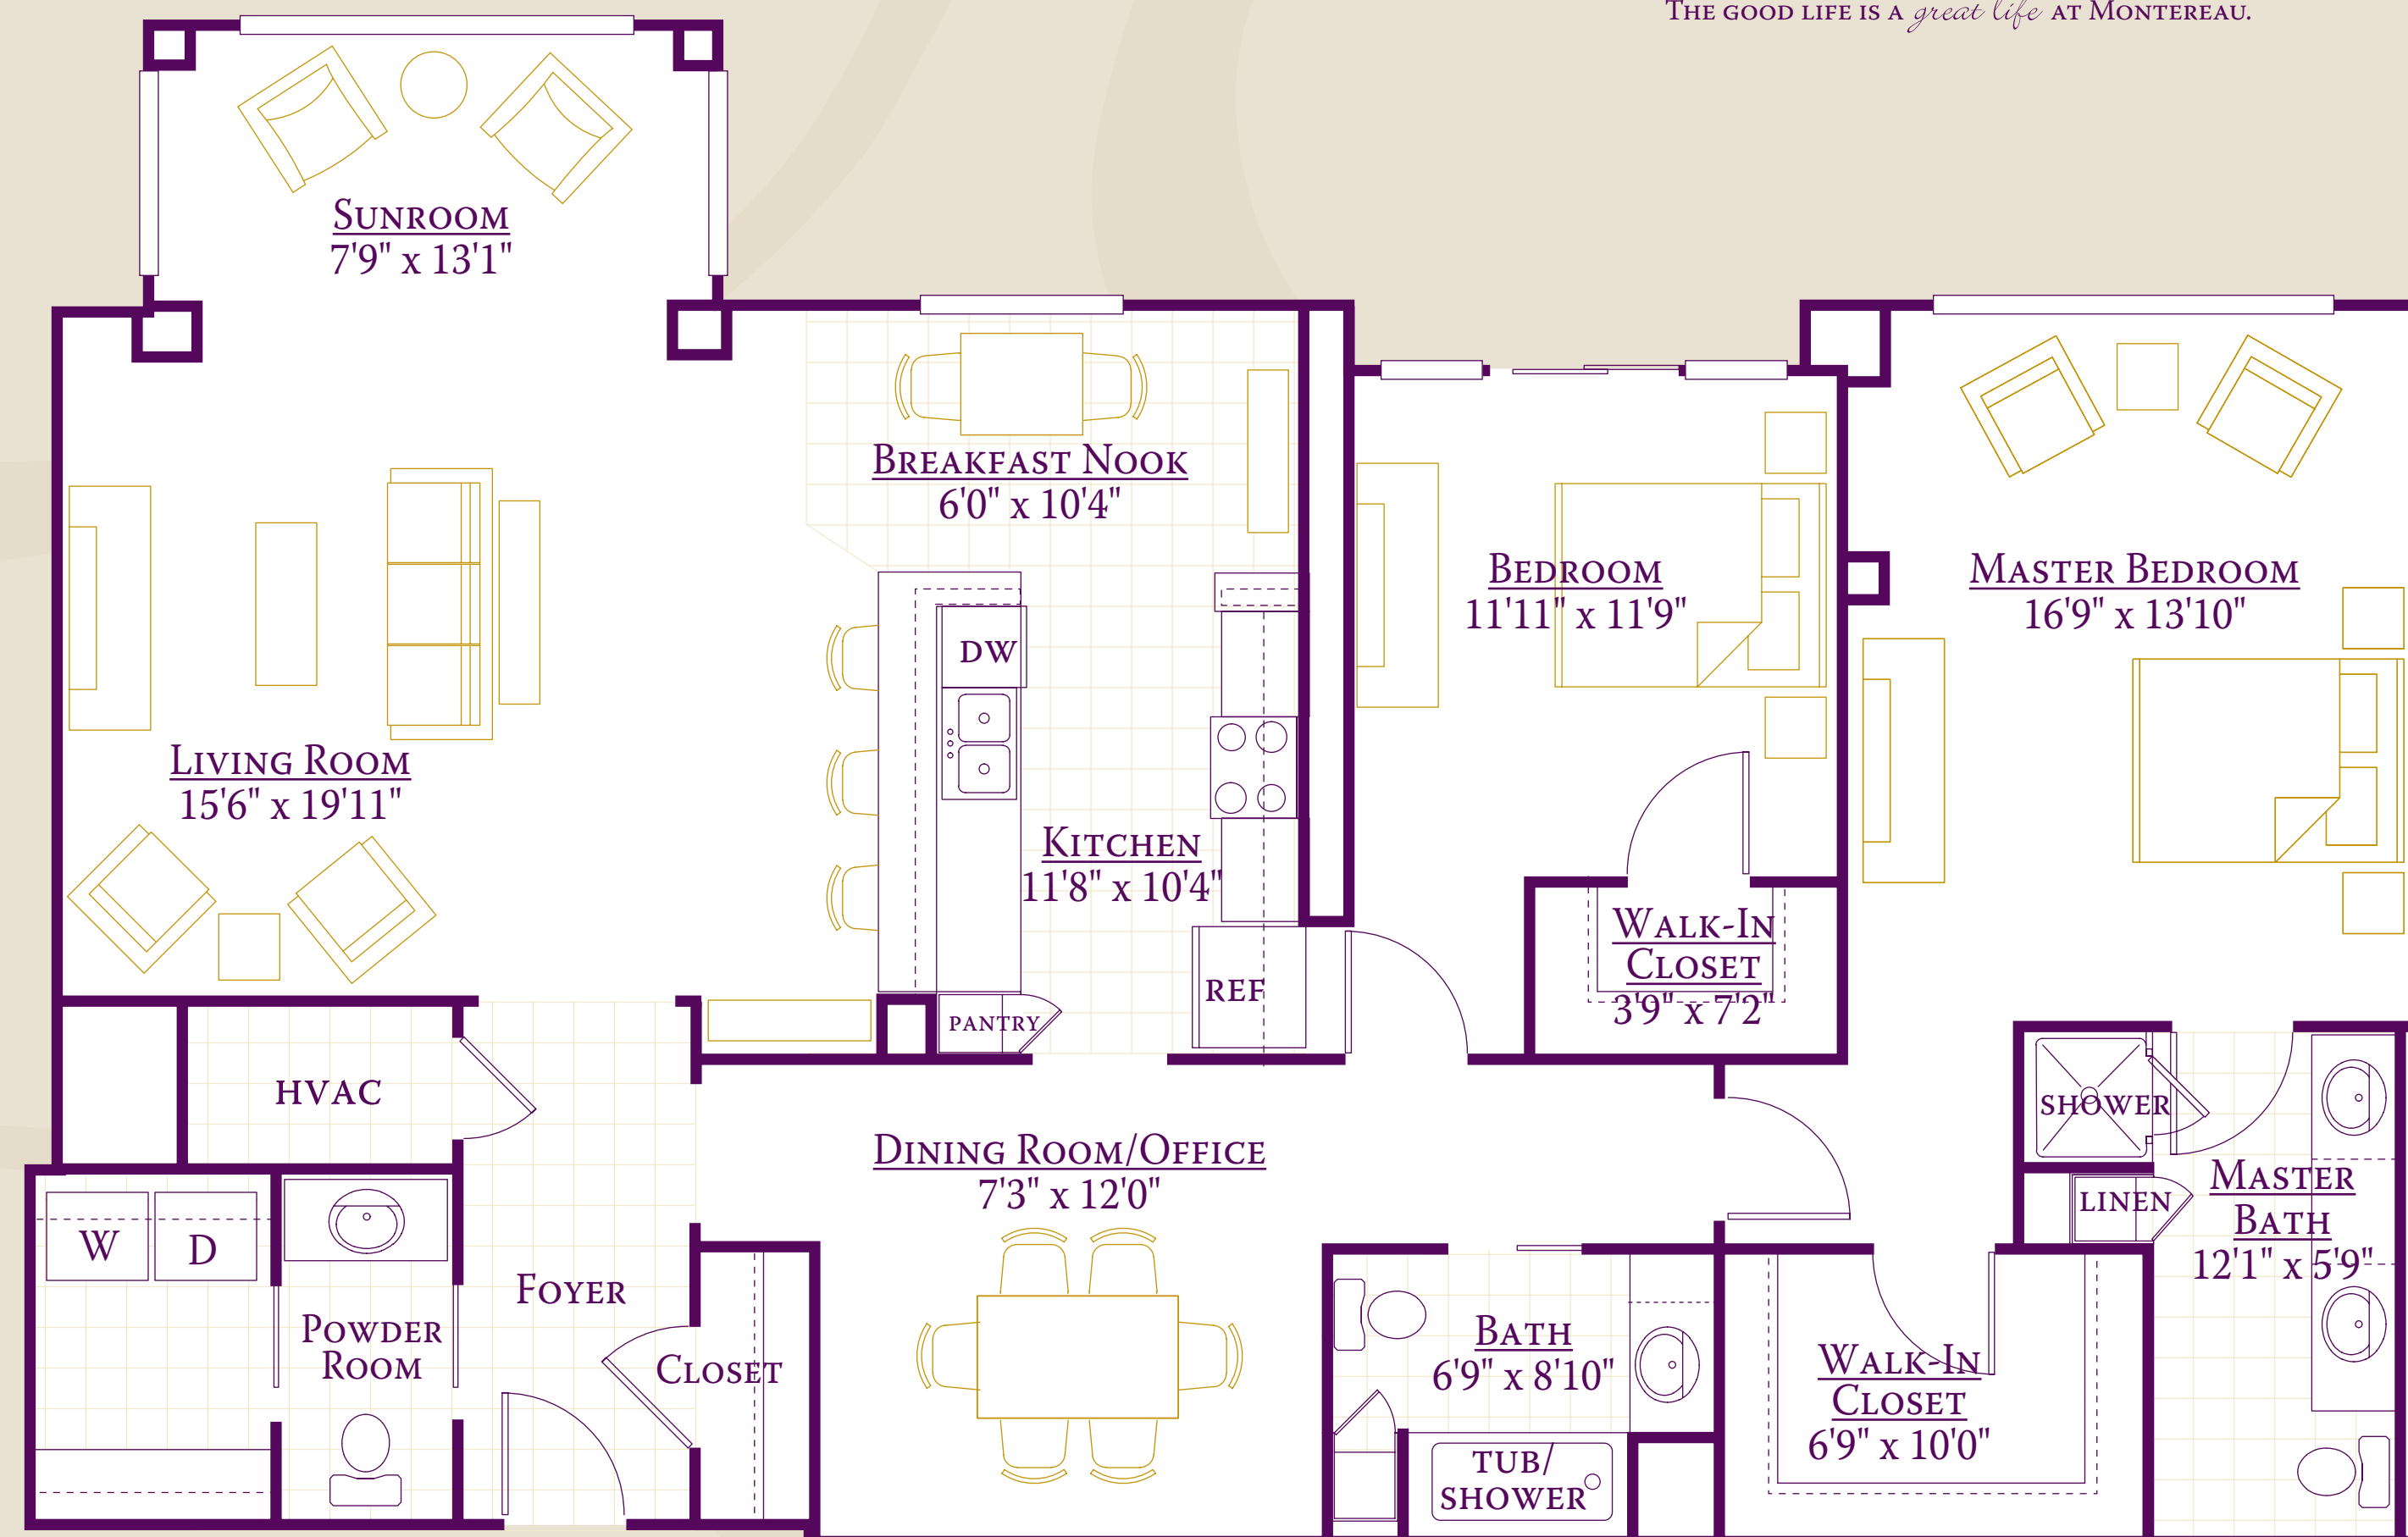 The good life is a great life at Montereau.
Sunroom
7'9" x 13'1"
Breakfast Nook
6'0" x 10'4"
Bedroom
11'11" x 11'9"
Master Bedroom
16'9" x 13'10"
DW
Living Room
15'6" x 19'11"
Kitchen
11'8" x 10'4"
Walk-In
Closet
3'9" x 7'2"
REF
PANTRY
HVAC
SHOWER
Dining Room/Office
7'3" x 12'0"
Master
Bath
12'1" x 5'9"
LINEN
W
D
Foyer
Powder
Room
Closet
Bath
6'9" x 8'10"
Walk-In
Closet
6'9" x 10'0"
TUB/
SHOWER